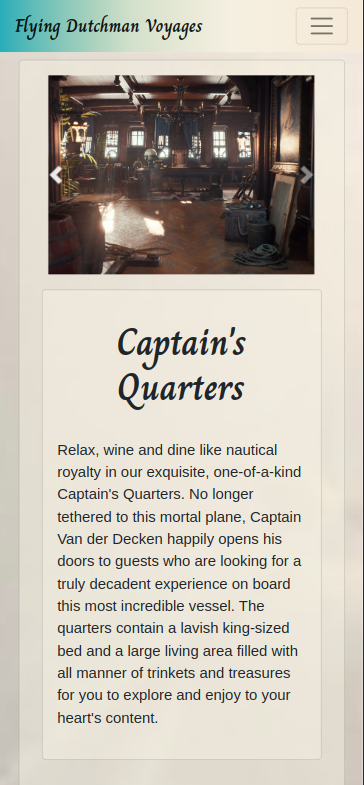 Flying Dutchman Voyages
Captain's
Quarters
Relax, wine and dine like nautical
royalty in our exquisite, one-of-a-kind
Captain's Quarters. No longer
tethered to this mortal plane, Captain
Van der Decken happily opens his
doors to guests who are looking for a
truly decadent experience on board
this most incredible vessel. The
quarters contain a lavish king-sized
bed and a large living area filled with
all manner of trinkets and treasures
for you to explore and enjoy to your
heart's content.